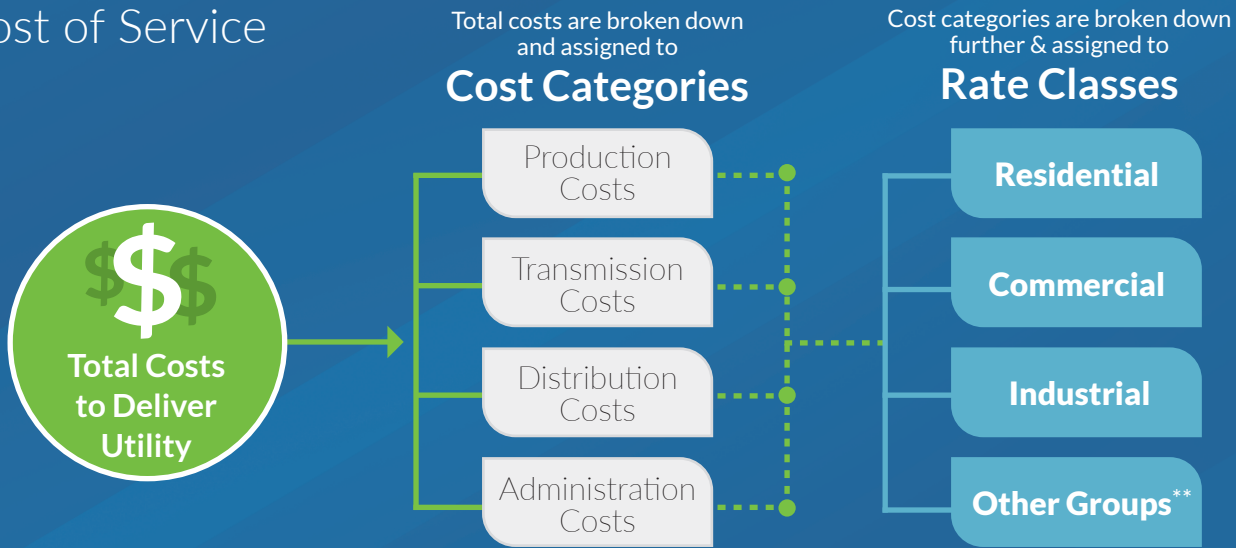 ost of Service
Total costs are broken down
and assigned to
Cost Categories
Cost categories are broken down
further & assigned to
Rate Classes
$$$
Total Costs
to Deliver
Utility
Production
Costs
Transmission
Costs
Distribution
Costs
Administration
Costs
Residential
Commercial
Industrial
Other Groups**